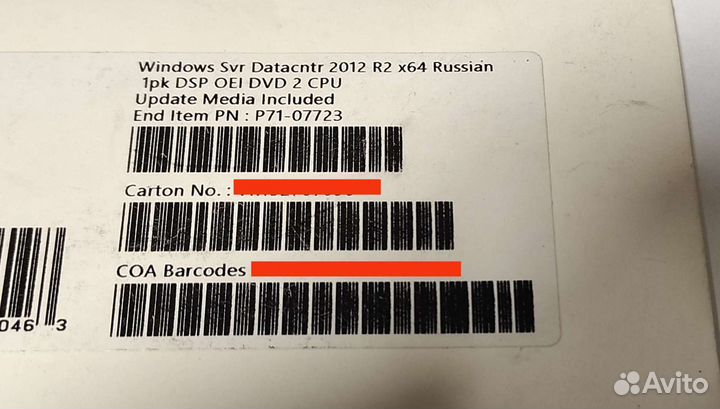 Windows Svr Datacntr 2012 R2 x64 Russian
1pk DSP OEI DVD 2 CPU
Update Media Included
End Item PN : P71-07723
Carton No. :
COA Barcodes
046 3
Avito